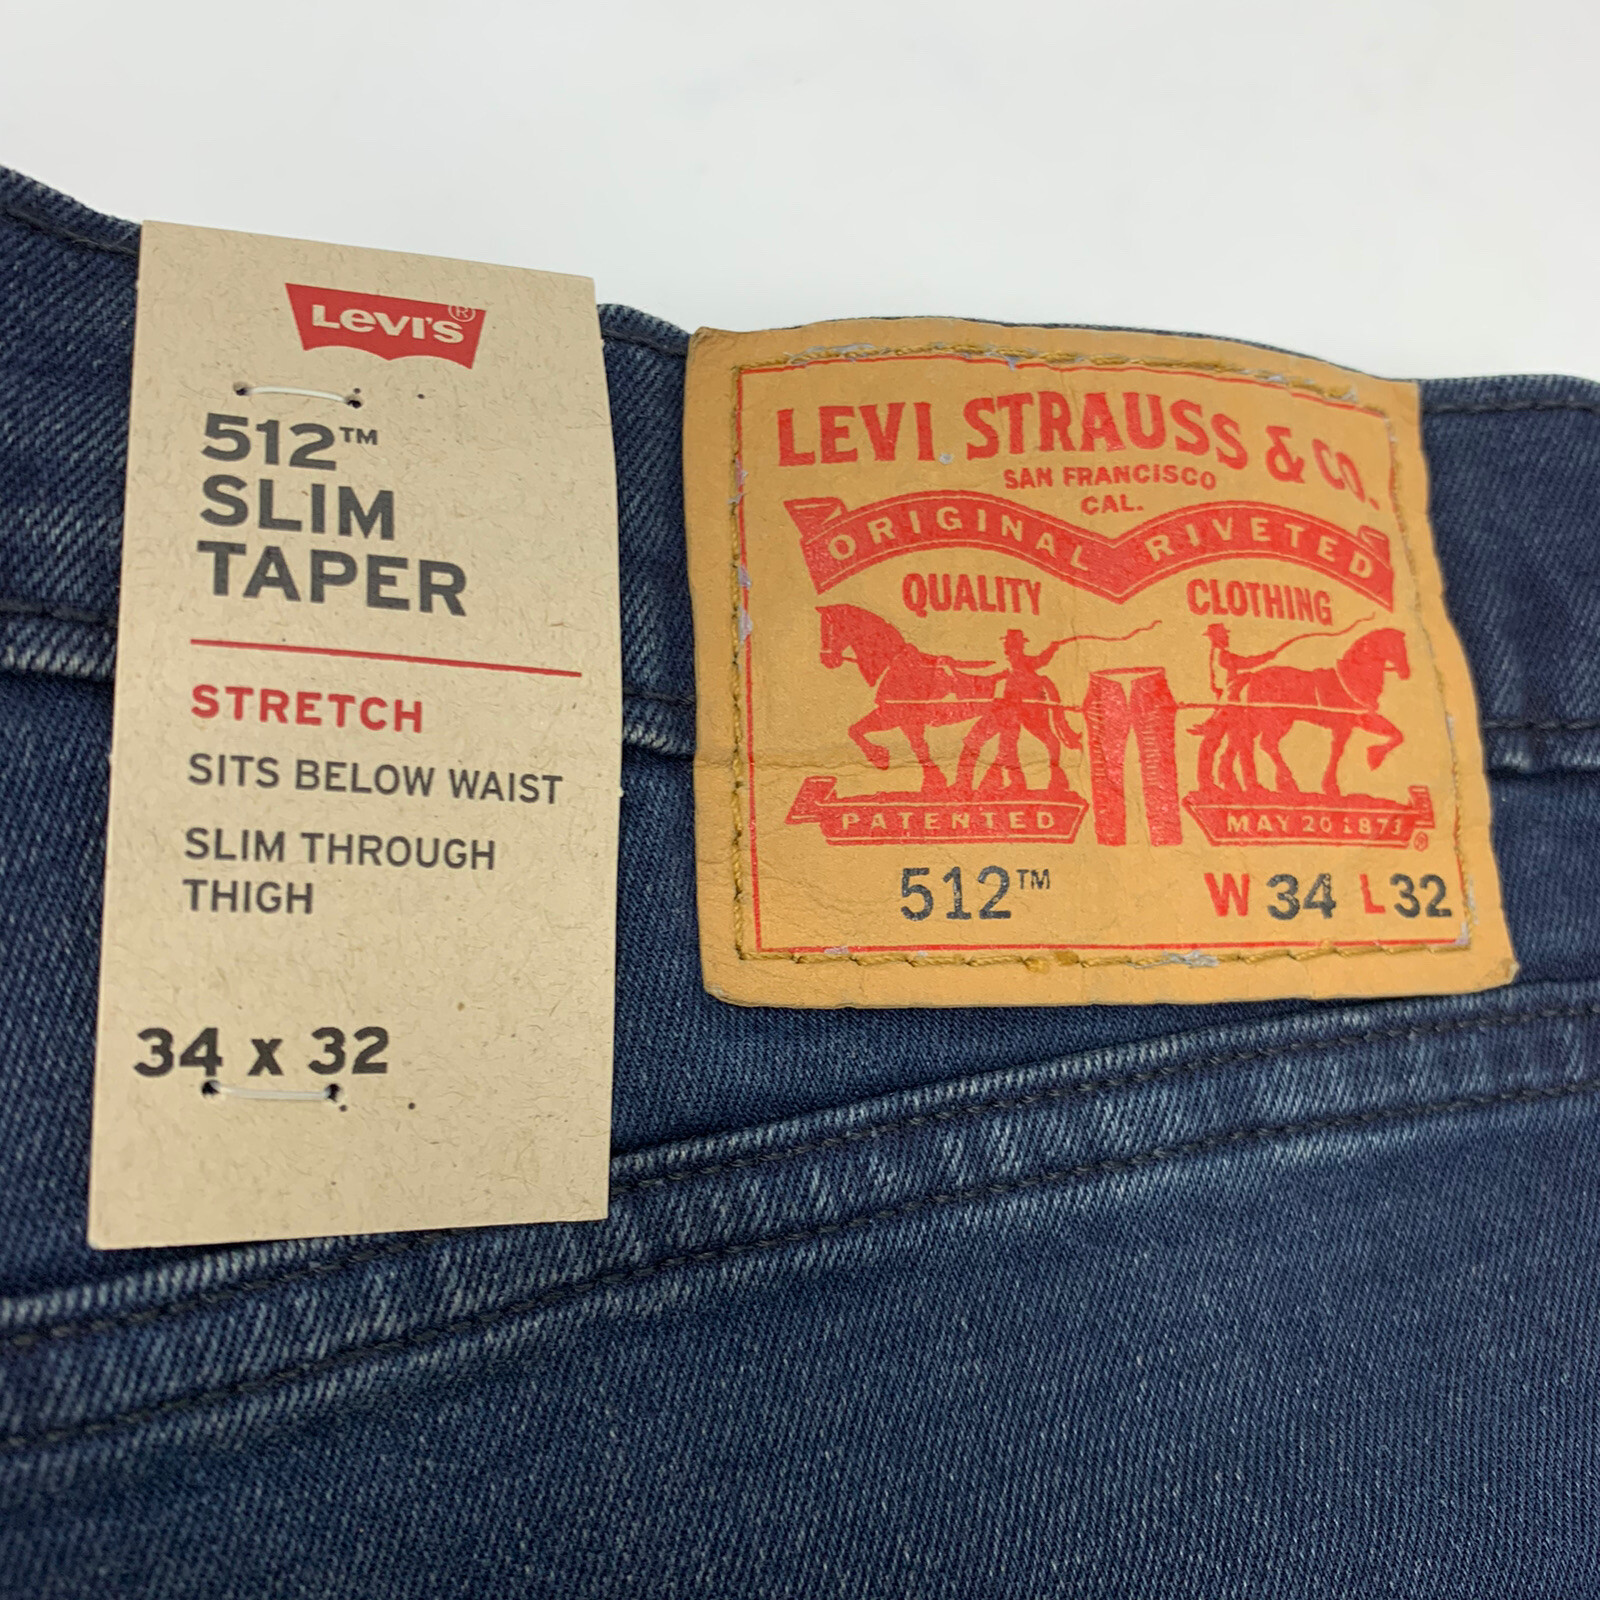 Levi's®
512™
SLIM
TAPER
STRETCH
SITS BELOW WAIST
SLIM THROUGH
THIGH
34 x 32
LEVI STRAUSS & CO.
SAN FRANCISCO
CAL.
ORIGINAL RIVETED
QUALITY CLOTHING
PATENTED MAY 20 1873 ®
512™ W 34 L 32